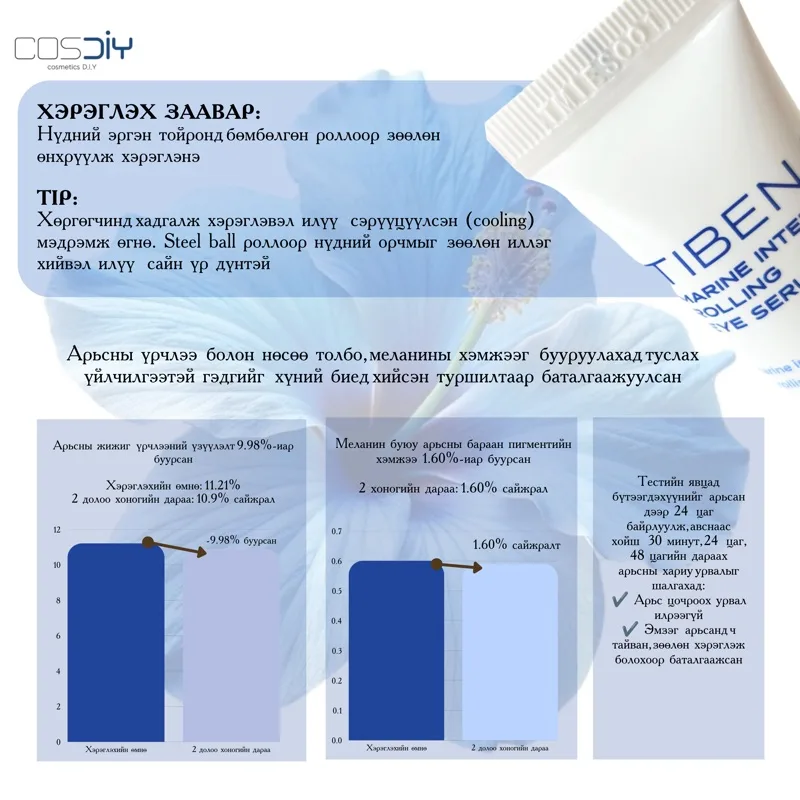 COSDIY
cosmetics D.I.Y
ХЭРЭГЛЭХ ЗААВАР:
Нүдний эргэн тойронд бөмбөлгөн роллоор зөөлөн
өнхрүүлж хэрэглэнэ
TIP:
Хөргөгчинд хадгалж хэрэглэвэл илүү сэрүүцүүлсэн (cooling)
мэдрэмж өгнө. Steel ball роллоор нүдний орчмыг зөөлөн иллэг
хийвэл илүү сайн үр дүнтэй
TIBEN
MARINE INTE
ROLLING
EYE SERU
Арьсны үрчлээ болон нөсөө толбо,меланины хэмжээг бууруулахад туслах
үйлчилгээтэй гэдгийг хүний биед хийсэн туршилтаар баталгаажуулсан
Арьсны жижиг үрчлээний үзүүлэлт 9.98%-иар
буурсан
Хэрэглэхийн өмнө: 11.21%
2 долоо хоногийн дараа: 10.9% сайжрал
12
-9.98% буурсан
10
8
6
4
2
0
Хэрэглэхийн өмнө
2 долоо хоногийн дараа
Меланин буюу арьсны бараан пигментийн
хэмжээ 1.60%-иар буурсан
2 хоногийн дараа: 1.60% сайжрал
0.7
1.60% сайжралт
0.6
0.5
0.4
0.3
0.2
0.1
0.0
Хэрэглэхийн өмнө
2 долоо хоногийн дараа
Тестийн явцад
бүтээгдэхүүнийг арьсан
дээр 24 цаг
байрлуулж,авснаас
хойш 30 минут,24 цаг,
48 цагийн дараах
арьсны хариу урвалыг
шалгахад:
✔ Арьс цочроох урвал
илрээгүй
✔ Эмзэг арьсанд ч
тайван,зөөлөн хэрэглэж
болохоор баталгаажсан